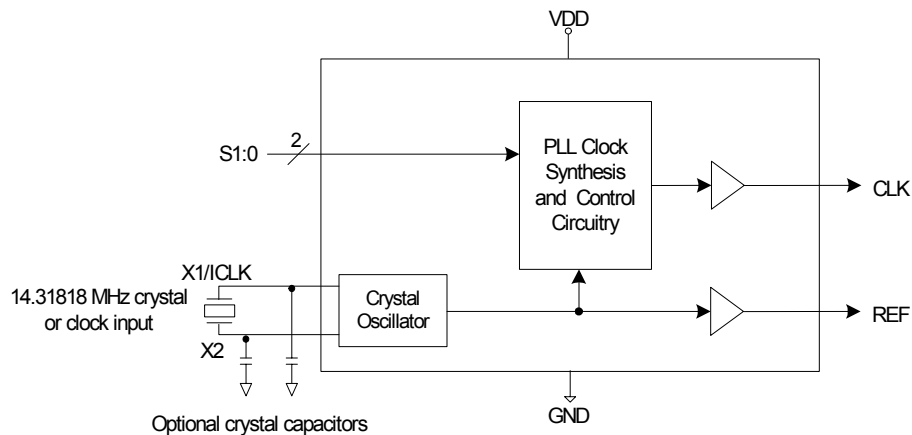 VDD
2
S1:0
PLL Clock
Synthesis
and Control
Circuitry
CLK
X1/ICLK
14.31818 MHz crystal
or clock input
Crystal
Oscillator
REF
X2
GND
Optional crystal capacitors